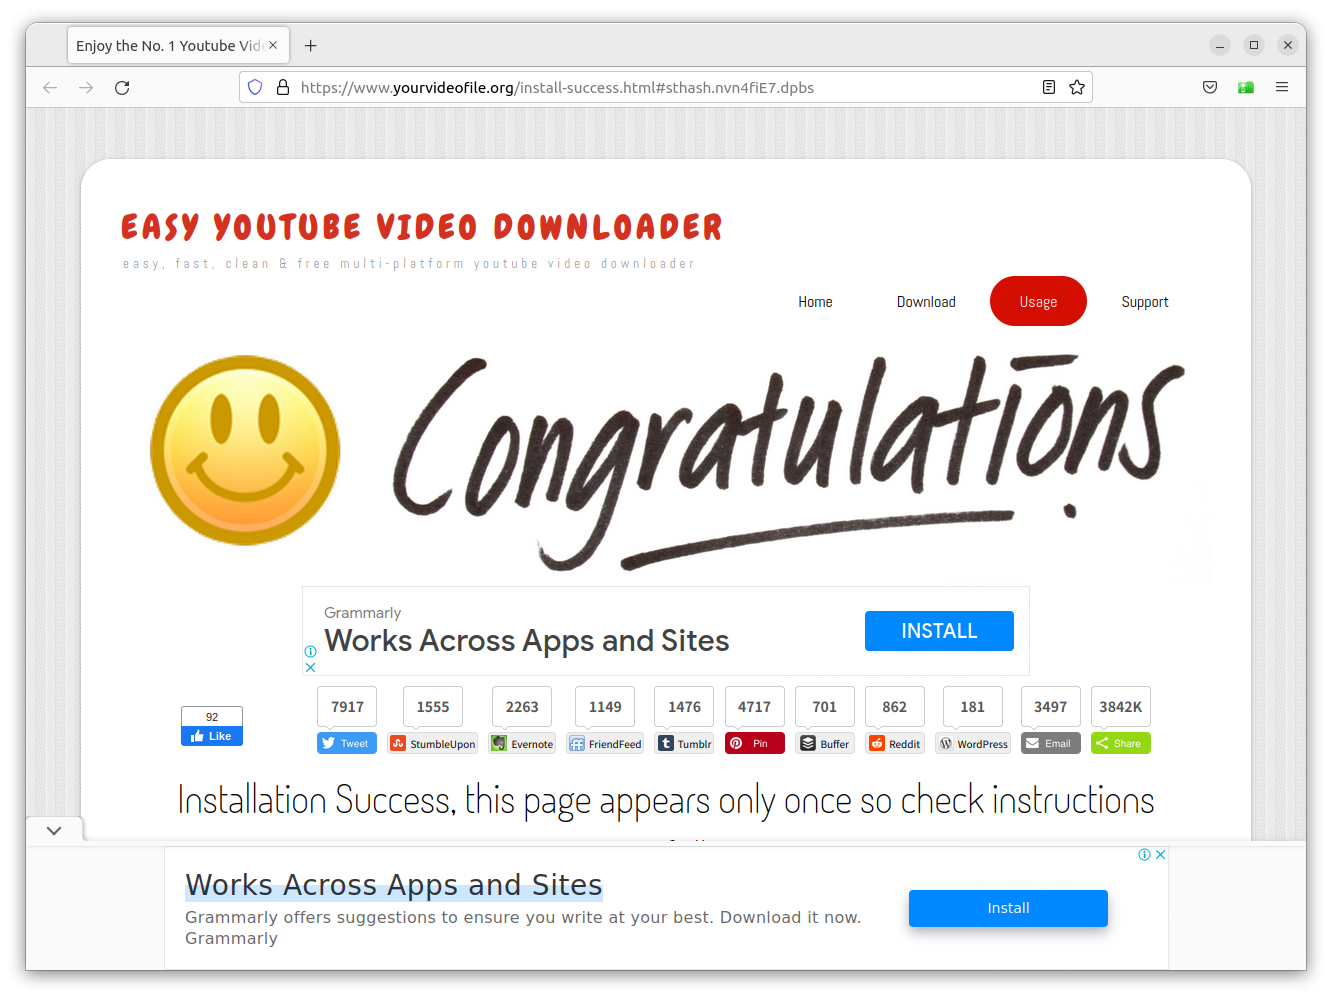 Enjoy the No. 1 Youtube Vide
https://www.yourvideofile.org/install-success.html#sthash.nvn4fiE7.dpbs
EASY YOUTUBE VIDEO DOWNLOADER
easy, fast, clean & free multi-platform youtube video downloader
Home Download Usage Support
Congratulations
Grammarly
Works Across Apps and Sites
INSTALL
92 7917 1555 2263 1149 1476 4717 701 862 181 3497 3842K
Like Tweet StumbleUpon Evernote FriendFeed Tumblr Pin Buffer Reddit WordPress Email Share
Installation Success, this page appears only once so check instructions
Works Across Apps and Sites
Grammarly offers suggestions to ensure you write at your best. Download it now.
Grammarly
Install